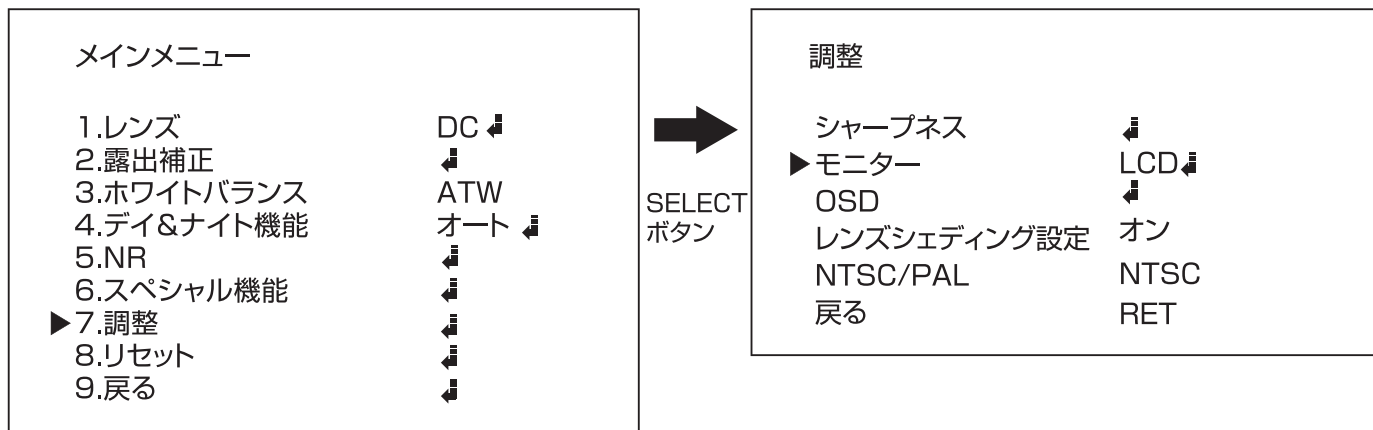 メインメニュー
1.レンズ DC
2.露出補正
3.ホワイトバランス ATW
4.デイ&ナイト機能 オート
5.NR
6.スペシャル機能
▶7.調整
8.リセット
9.戻る
SELECT
ボタン
調整
シャープネス
▶モニター LCD
OSD
レンズシェディング設定 オン
NTSC/PAL NTSC
戻る RET